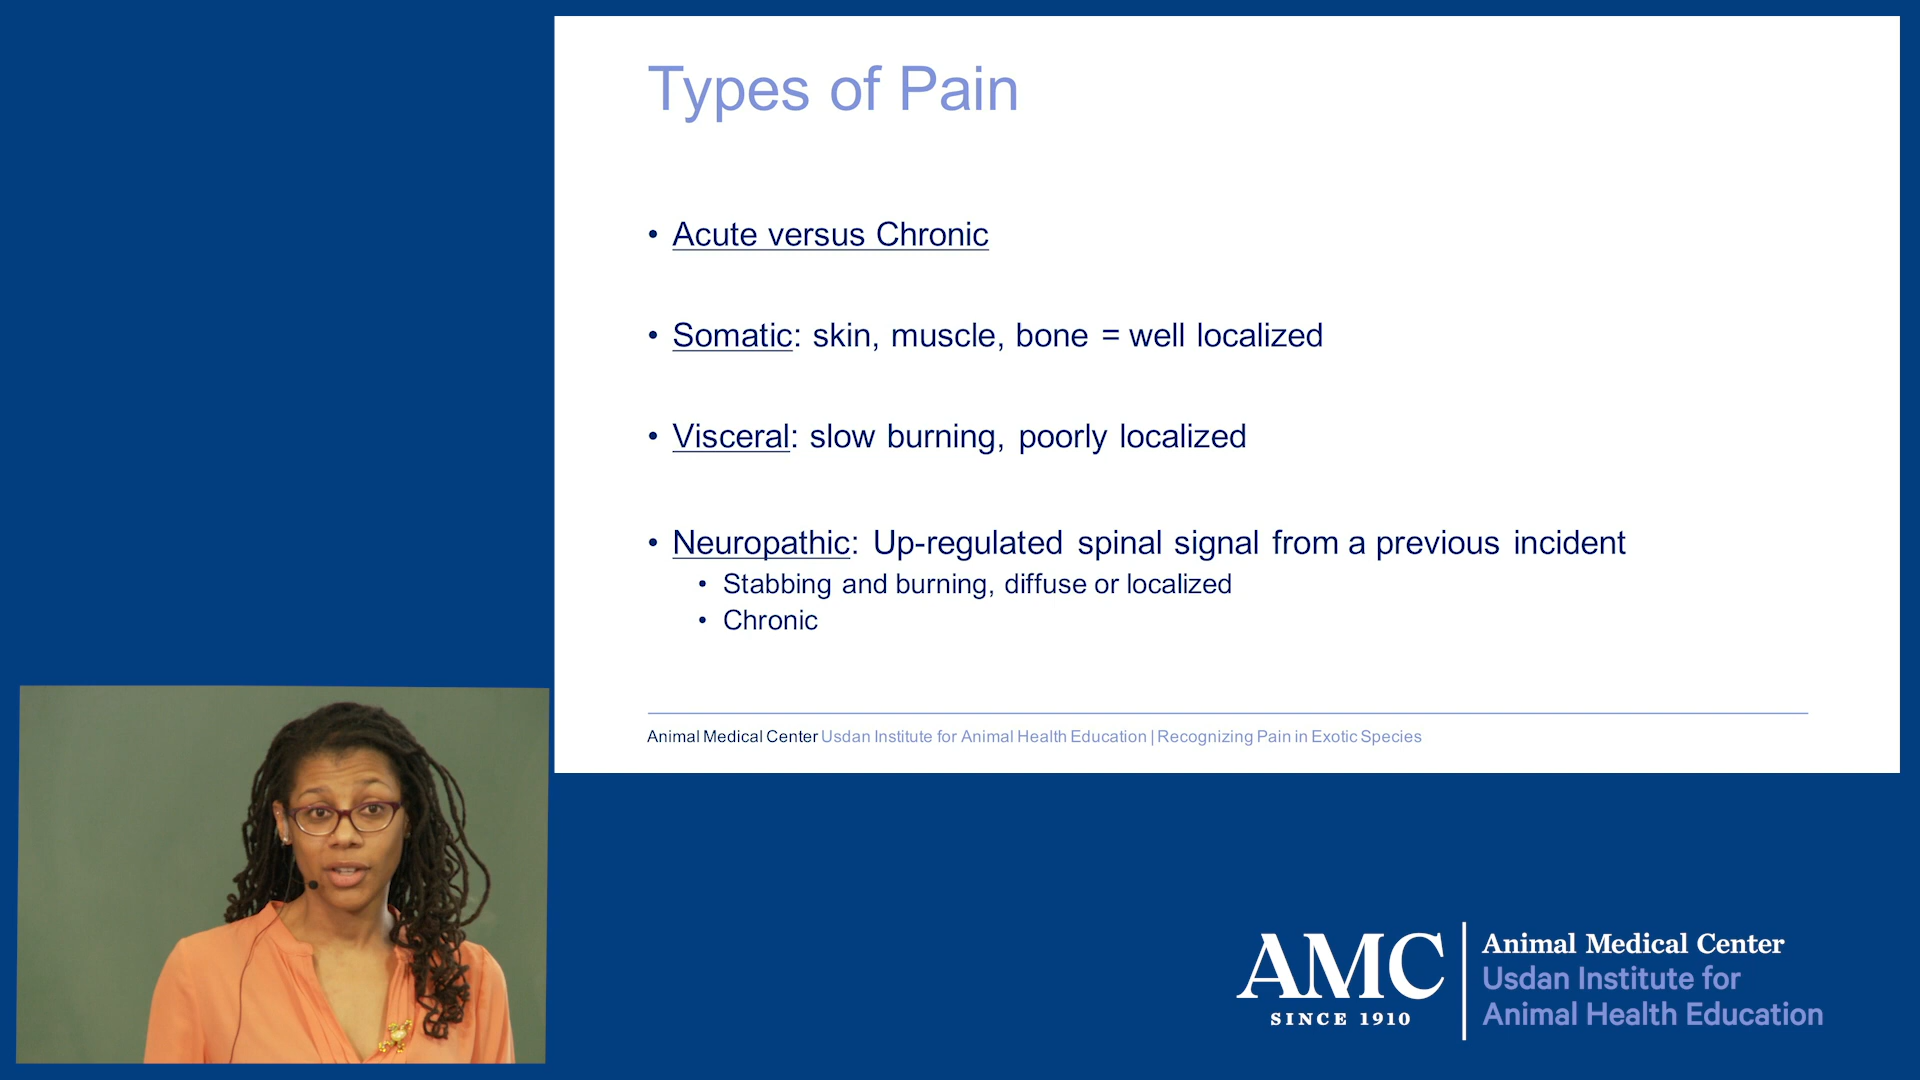 Types of Pain
• Acute versus Chronic
• Somatic: skin, muscle, bone = well localized
• Visceral: slow burning, poorly localized
• Neuropathic: Up-regulated spinal signal from a previous incident
• Stabbing and burning, diffuse or localized
• Chronic
Animal Medical Center Usdan Institute for Animal Health Education | Recognizing Pain in Exotic Species
AMC
SINCE 1910
Animal Medical Center
Usdan Institute for
Animal Health Education